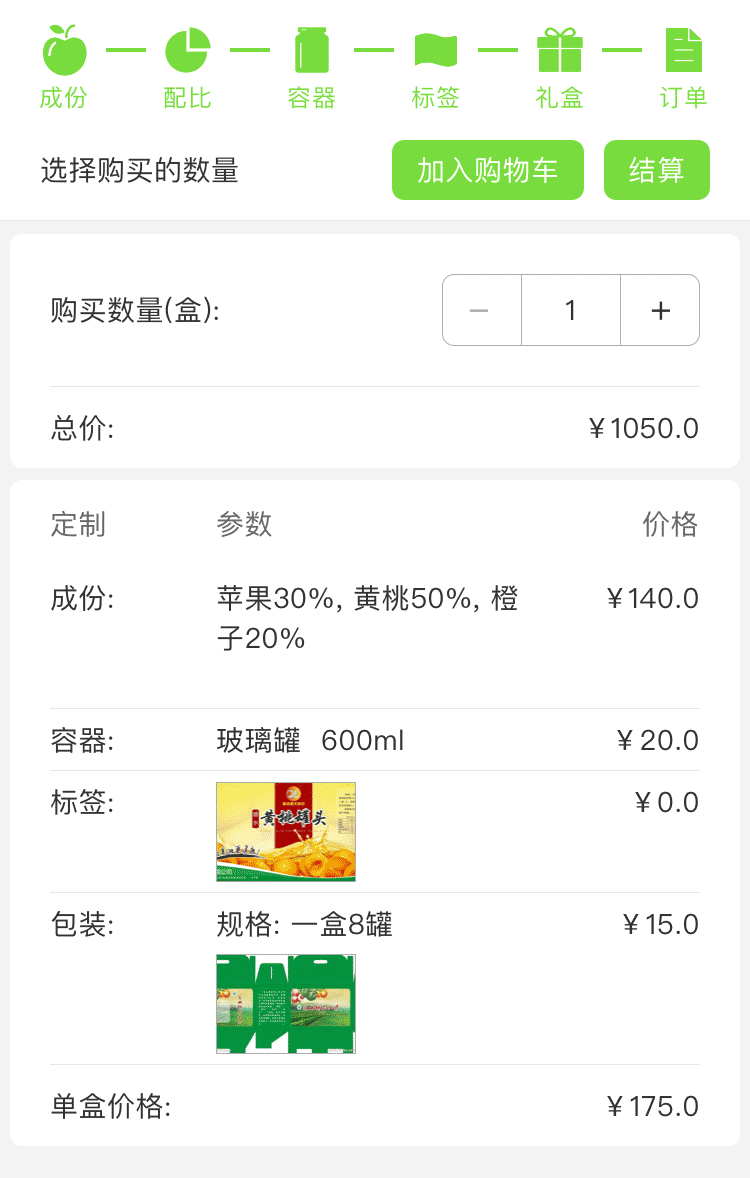 成份 配比 容器 标签 礼盒 订单
选择购买的数量 加入购物车 结算
购买数量(盒): － 1 +
总价: ￥1050.0
定制 参数 价格
成份: 苹果30%, 黄桃50%, 橙 ￥140.0
子20%
容器: 玻璃罐 600ml ￥20.0
标签: ￥0.0
黄桃罐头
包装: 规格: 一盒8罐 ￥15.0
单盒价格: ￥175.0